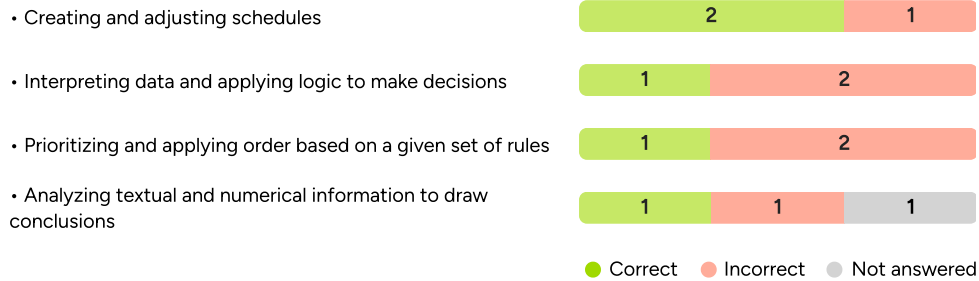 • Creating and adjusting schedules
2 1
• Interpreting data and applying logic to make decisions
1 2
• Prioritizing and applying order based on a given set of rules
1 2
• Analyzing textual and numerical information to draw
conclusions
1 1 1
Correct Incorrect Not answered